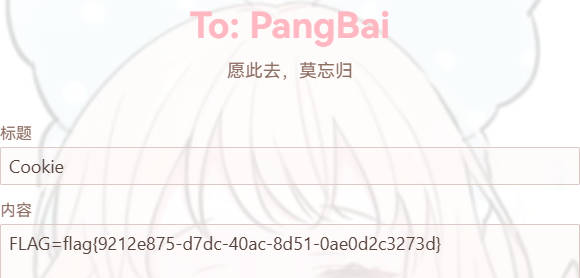 To: PangBai
愿此去，莫忘归
标题
Cookie
内容
FLAG=flag{9212e875-d7dc-40ac-8d51-0ae0d2c3273d}